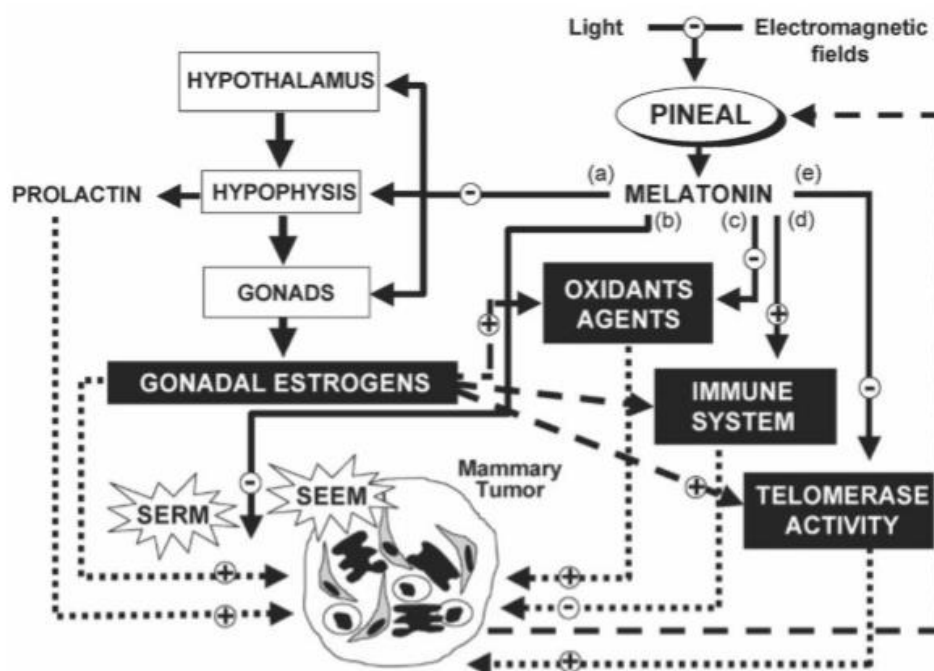 Light
Electromagnetic
fields
HYPOTHALAMUS
PINEAL
PROLACTIN
HYPOPHYSIS
(a)
MELATONIN
(e)
(b)
(c)
(d)
GONADS
OXIDANTS
AGENTS
GONADAL ESTROGENS
IMMUNE
SYSTEM
Mammary
Tumor
SERM
SEEM
TELOMERASE
ACTIVITY